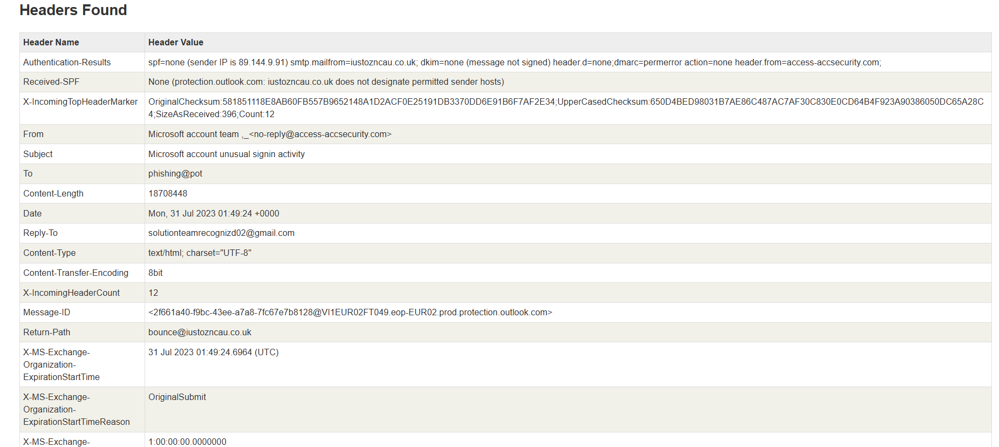 Headers Found
Header Name Header Value
Authentication-Results spf=none (sender IP is 89.144.9.91) smtp.mailfrom=iustozncau.co.uk; dkim=none (message not signed) header.d=none;dmarc=permerror action=none header.from=access-accsecurity.com;
Received-SPF None (protection.outlook.com: iustozncau.co.uk does not designate permitted sender hosts)
X-IncomingTopHeaderMarker OriginalChecksum:581851118E8AB60FB557B9652148A1D2ACF0E25191DB3370DD6E91B6F7AF2E34;UpperCasedChecksum:650D4BED98031B7AE86C487AC7AF30C830E0CD64B4F923A90386050DC65A28C
4;SizeAsReceived:396;Count:12
From Microsoft account team ,_<no-reply@access-accsecurity.com>
Subject Microsoft account unusual signin activity
To phishing@pot
Content-Length 18708448
Date Mon, 31 Jul 2023 01:49:24 +0000
Reply-To solutionteamrecognizd02@gmail.com
Content-Type text/html; charset="UTF-8"
Content-Transfer-Encoding 8bit
X-IncomingHeaderCount 12
Message-ID <2f661a40-f9bc-43ee-a7a8-7fc67e7b8128@VI1EUR02FT049.eop-EUR02.prod.protection.outlook.com>
Return-Path bounce@iustozncau.co.uk
X-MS-Exchange- 31 Jul 2023 01:49:24.6964 (UTC)
Organization-
ExpirationStartTime
X-MS-Exchange- OriginalSubmit
Organization-
ExpirationStartTimeReason
X-MS-Exchange- 1:00:00:00.0000000